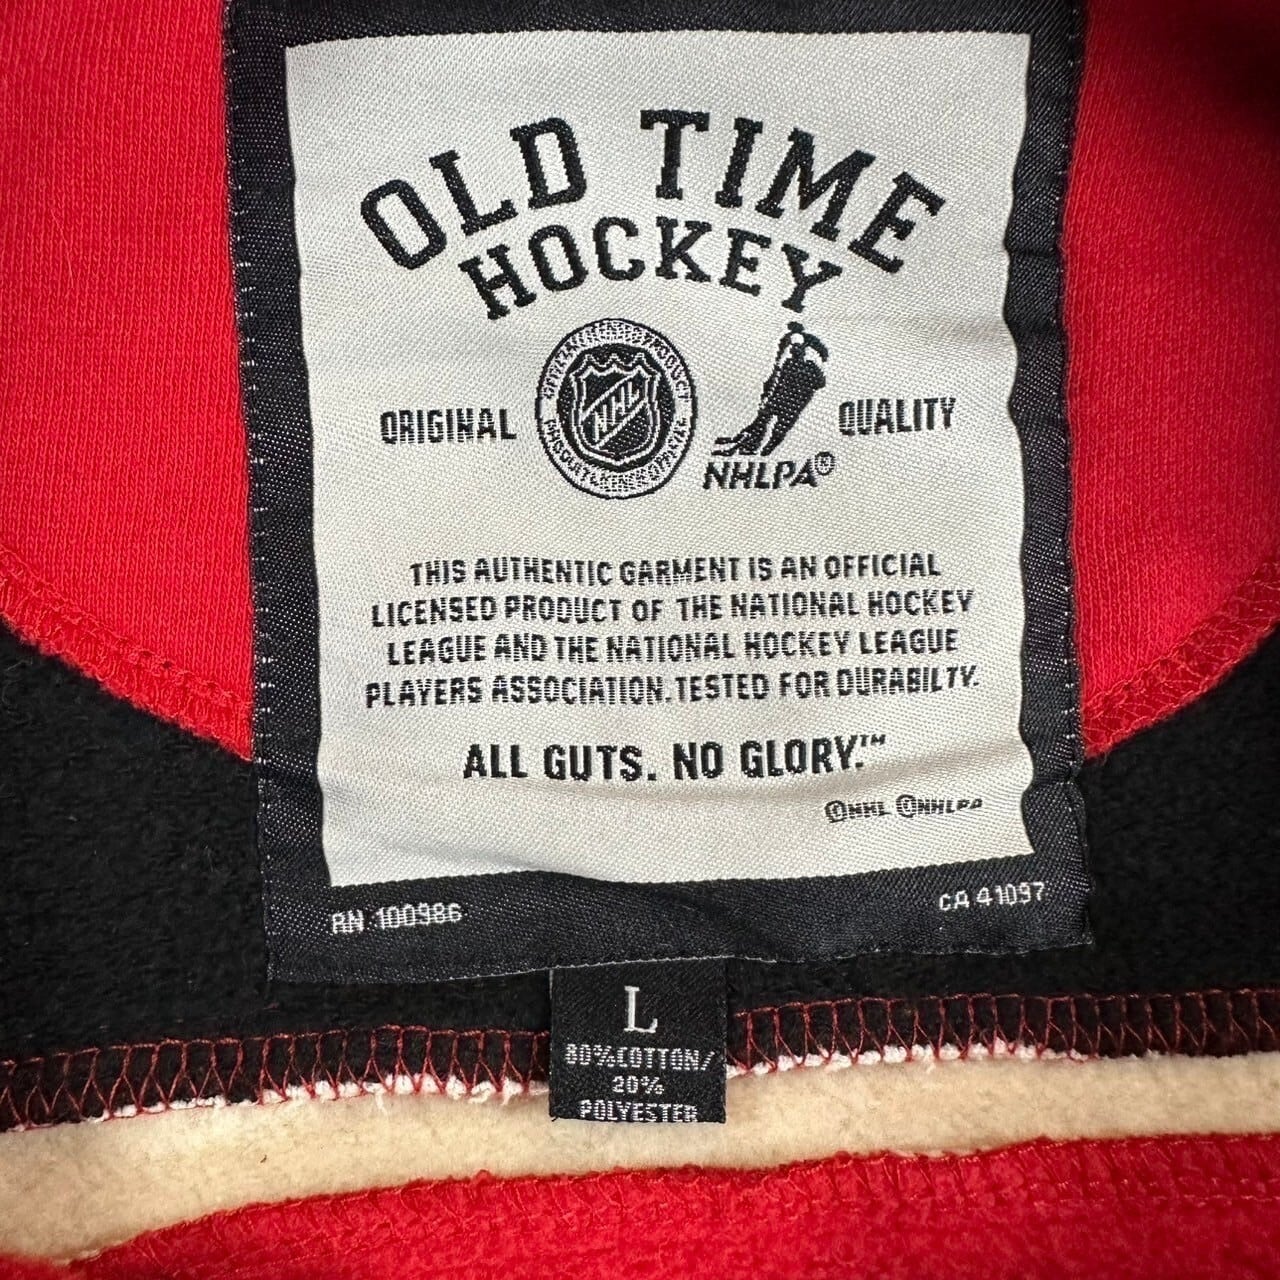 OLD TIME
HOCKEY
ORIGINAL
NHL
NHLPA®
QUALITY
THIS AUTHENTIC GARMENT IS AN OFFICIAL
LICENSED PRODUCT OF THE NATIONAL HOCKEY
LEAGUE AND THE NATIONAL HOCKEY LEAGUE
PLAYERS ASSOCIATION. TESTED FOR DURABILTY.
ALL GUTS. NO GLORY.™
©NHL ©NHLPA
RN 100986
CA 41097
L
80%COTTON/
20%
POLYESTER